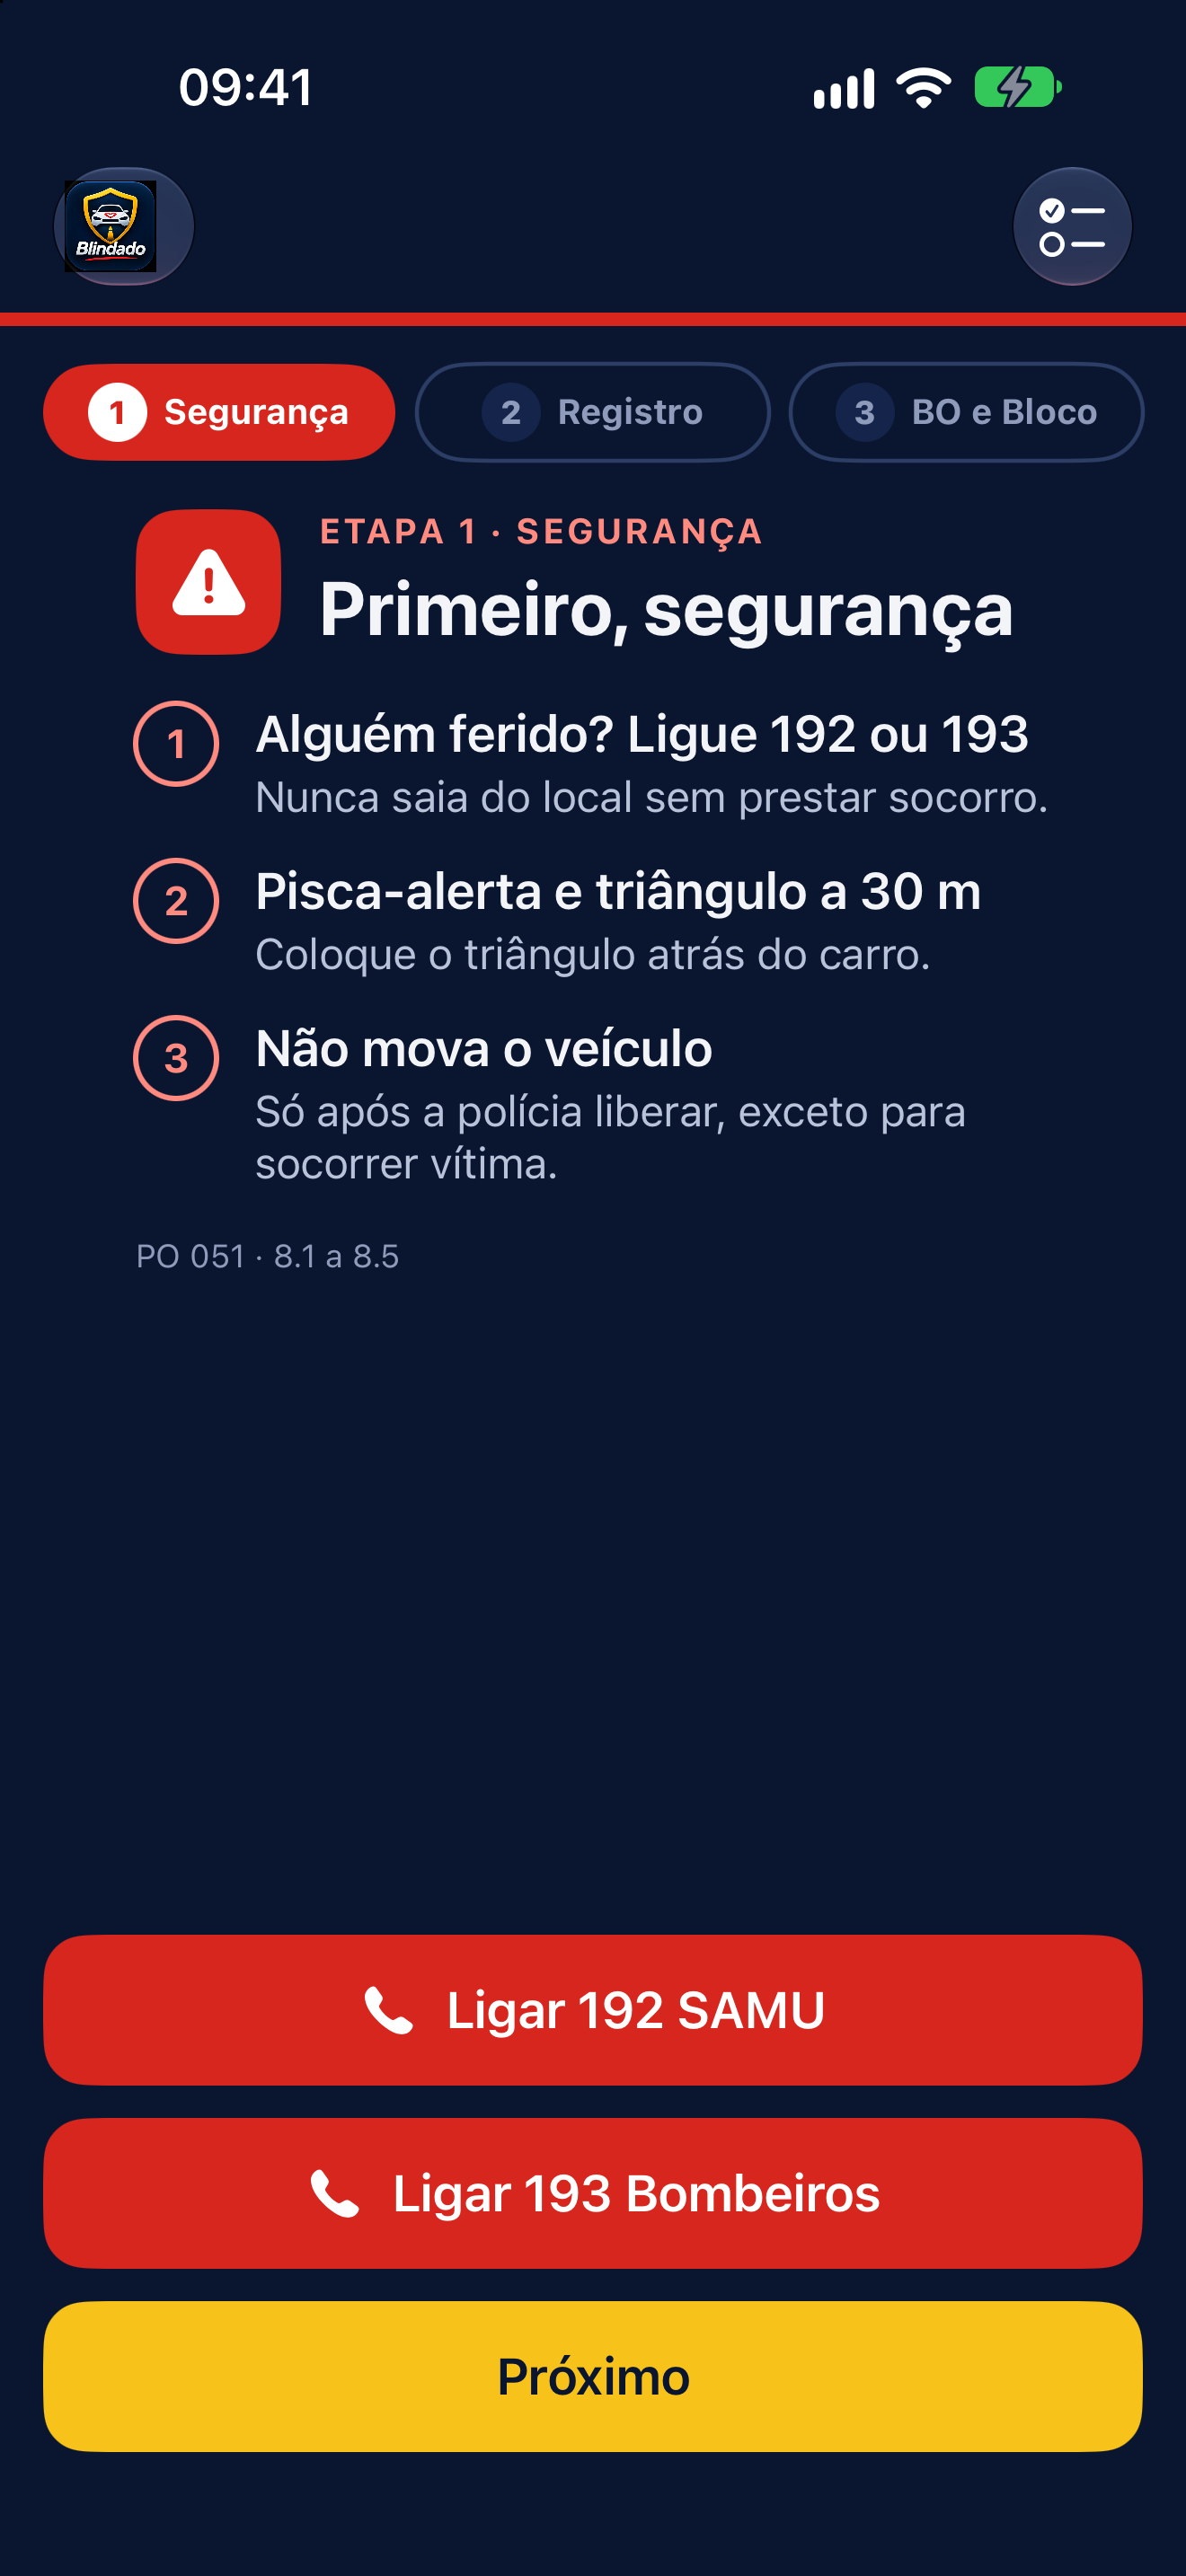 09:41
Blindado
1 Segurança
2 Registro
3 BO e Bloco
ETAPA 1 · SEGURANÇA
Primeiro, segurança
1 Alguém ferido? Ligue 192 ou 193
Nunca saia do local sem prestar socorro.
2 Pisca-alerta e triângulo a 30 m
Coloque o triângulo atrás do carro.
3 Não mova o veículo
Só após a polícia liberar, exceto para
socorrer vítima.
PO 051 · 8.1 a 8.5
Ligar 192 SAMU
Ligar 193 Bombeiros
Próximo